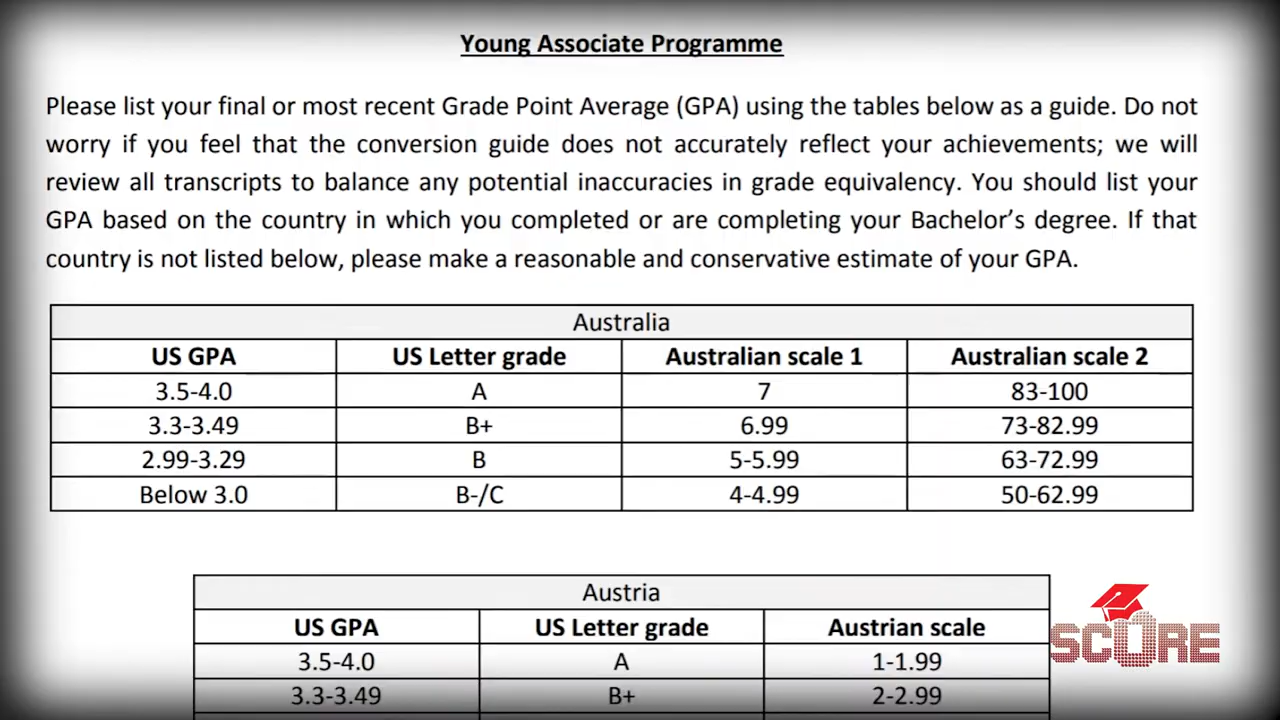 Young Associate Programme
Please list your final or most recent Grade Point Average (GPA) using the tables below as a guide. Do not
worry if you feel that the conversion guide does not accurately reflect your achievements; we will
review all transcripts to balance any potential inaccuracies in grade equivalency. You should list your
GPA based on the country in which you completed or are completing your Bachelor’s degree. If that
country is not listed below, please make a reasonable and conservative estimate of your GPA.
Australia
US GPA US Letter grade Australian scale 1 Australian scale 2
3.5-4.0 A 7 83-100
3.3-3.49 B+ 6.99 73-82.99
2.99-3.29 B 5-5.99 63-72.99
Below 3.0 B-/C 4-4.99 50-62.99
Austria
US GPA US Letter grade Austrian scale
3.5-4.0 A 1-1.99
3.3-3.49 B+ 2-2.99
SCORE